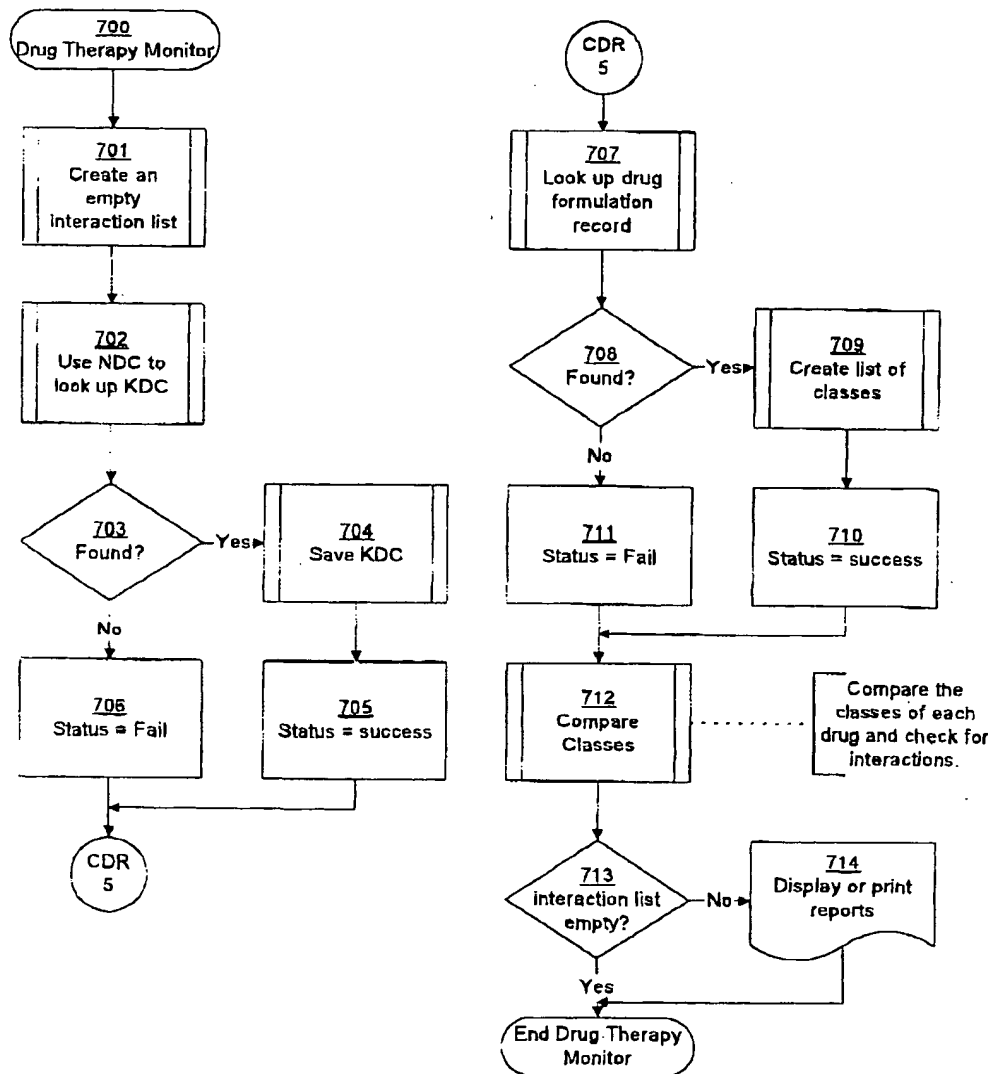 700
Drug Therapy Monitor
701
Create an
empty
interaction list
702
Use NDC to
look up KDC
703
Found?
Yes
704
Save KDC
No
706
Status = Fail
705
Status = success
CDR
5
CDR
5
707
Look up drug
formulation
record
708
Found?
Yes
709
Create list of
classes
No
711
Status = Fail
710
Status = success
712
Compare
Classes
Compare the
classes of each
drug and check for
interactions.
713
interaction list
empty?
No
714
Display or print
reports
Yes
End Drug Therapy
Monitor